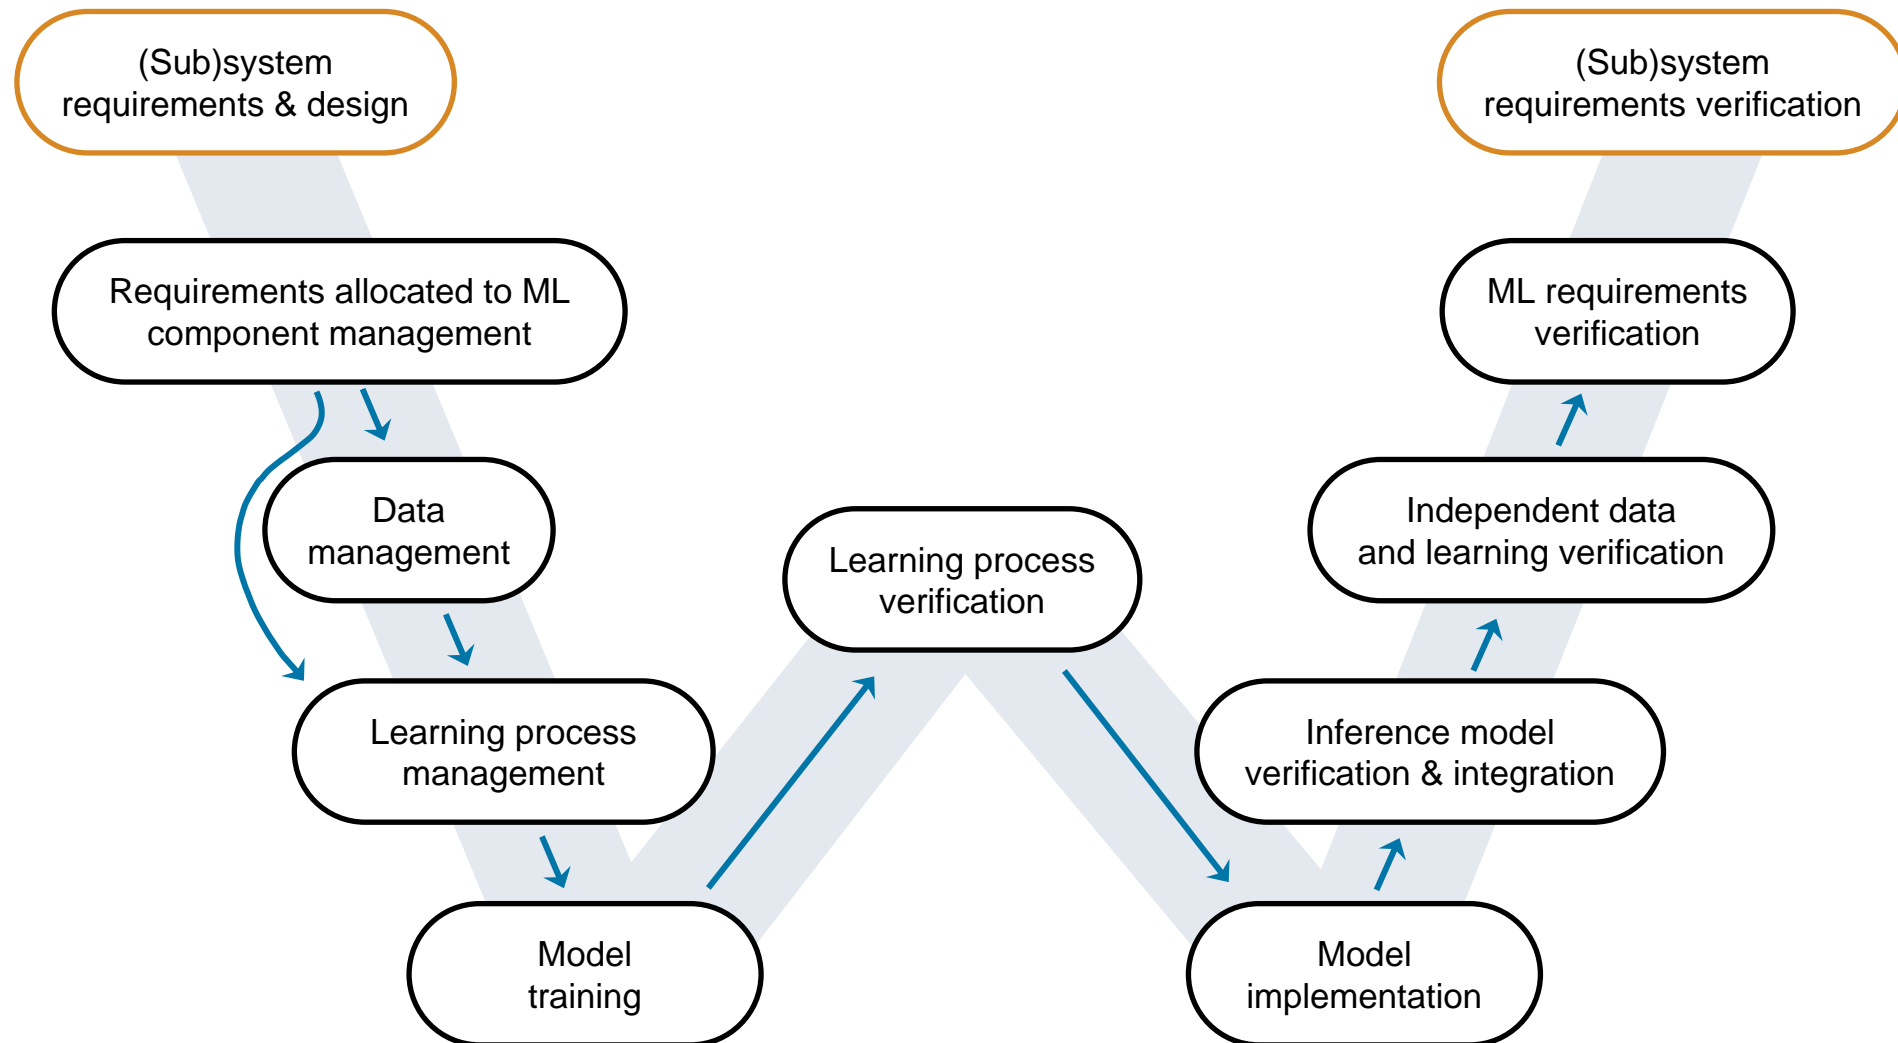 (Sub)system
requirements & design
(Sub)system
requirements verification
Requirements allocated to ML
component management
ML requirements
verification
Data
management
Independent data
and learning verification
Learning process
verification
Learning process
management
Inference model
verification & integration
Model
training
Model
implementation